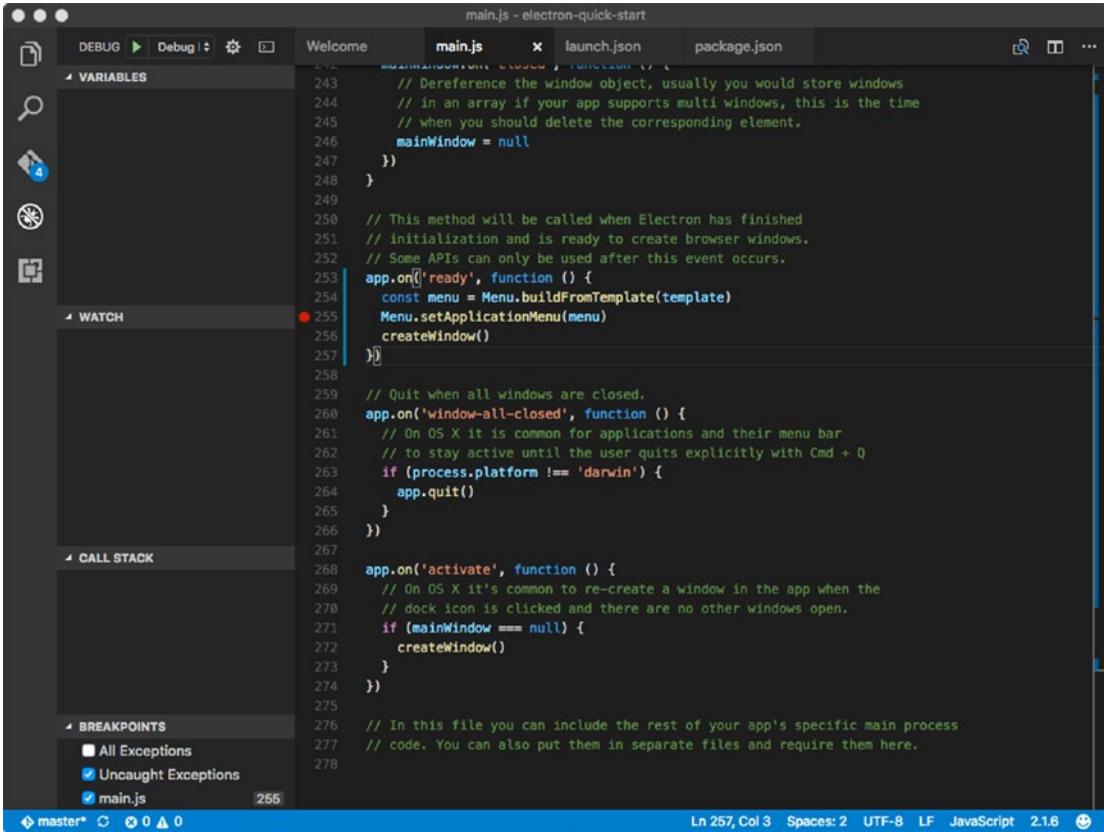 main.js - electron-quick-start
DEBUG Debug
Welcome main.js launch.json package.json
VARIABLES
WATCH
CALL STACK
BREAKPOINTS
All Exceptions
Uncaught Exceptions
main.js 255
4
242 mainWindow.on('closed', function () {
243 // Dereference the window object, usually you would store windows
244 // in an array if your app supports multi windows, this is the time
245 // when you should delete the corresponding element.
246 mainWindow = null
247 })
248 }
249
250 // This method will be called when Electron has finished
251 // initialization and is ready to create browser windows.
252 // Some APIs can only be used after this event occurs.
253 app.on('ready', function () {
254 const menu = Menu.buildFromTemplate(template)
255 Menu.setApplicationMenu(menu)
256 createWindow()
257 })
258
259 // Quit when all windows are closed.
260 app.on('window-all-closed', function () {
261 // On OS X it is common for applications and their menu bar
262 // to stay active until the user quits explicitly with Cmd + Q
263 if (process.platform !== 'darwin') {
264 app.quit()
265 }
266 })
267
268 app.on('activate', function () {
269 // On OS X it's common to re-create a window in the app when the
270 // dock icon is clicked and there are no other windows open.
271 if (mainWindow === null) {
272 createWindow()
273 }
274 })
275
276 // In this file you can include the rest of your app's specific main process
277 // code. You can also put them in separate files and require them here.
278
master* 0 0 Ln 257, Col 3 Spaces: 2 UTF-8 LF JavaScript 2.1.6